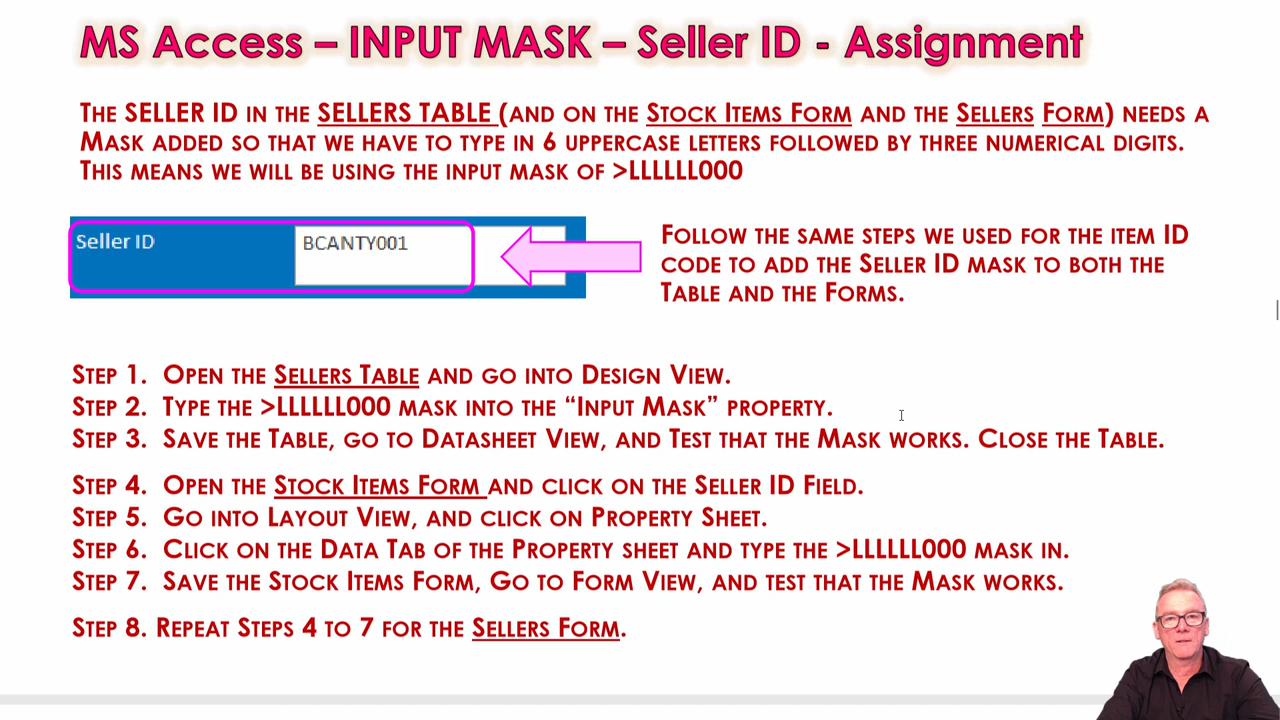 MS Access – INPUT MASK – Seller ID - Assignment
The SELLER ID in the SELLERS TABLE (and on the Stock Items Form and the Sellers Form) needs a
Mask added so that we have to type in 6 uppercase letters followed by three numerical digits.
This means we will be using the input mask of >LLLLLL000
Seller ID
BCANTY001
Follow the same steps we used for the item ID
code to add the Seller ID mask to both the
Table and the Forms.
Step 1. Open the Sellers Table and go into Design View.
Step 2. Type the >LLLLLL000 mask into the “Input Mask” property.
Step 3. Save the Table, go to Datasheet View, and Test that the Mask works. Close the Table.
Step 4. Open the Stock Items Form and click on the Seller ID Field.
Step 5. Go into Layout View, and click on Property Sheet.
Step 6. Click on the Data Tab of the Property sheet and type the >LLLLLL000 mask in.
Step 7. Save the Stock Items Form, Go to Form View, and test that the Mask works.
Step 8. Repeat Steps 4 to 7 for the Sellers Form.